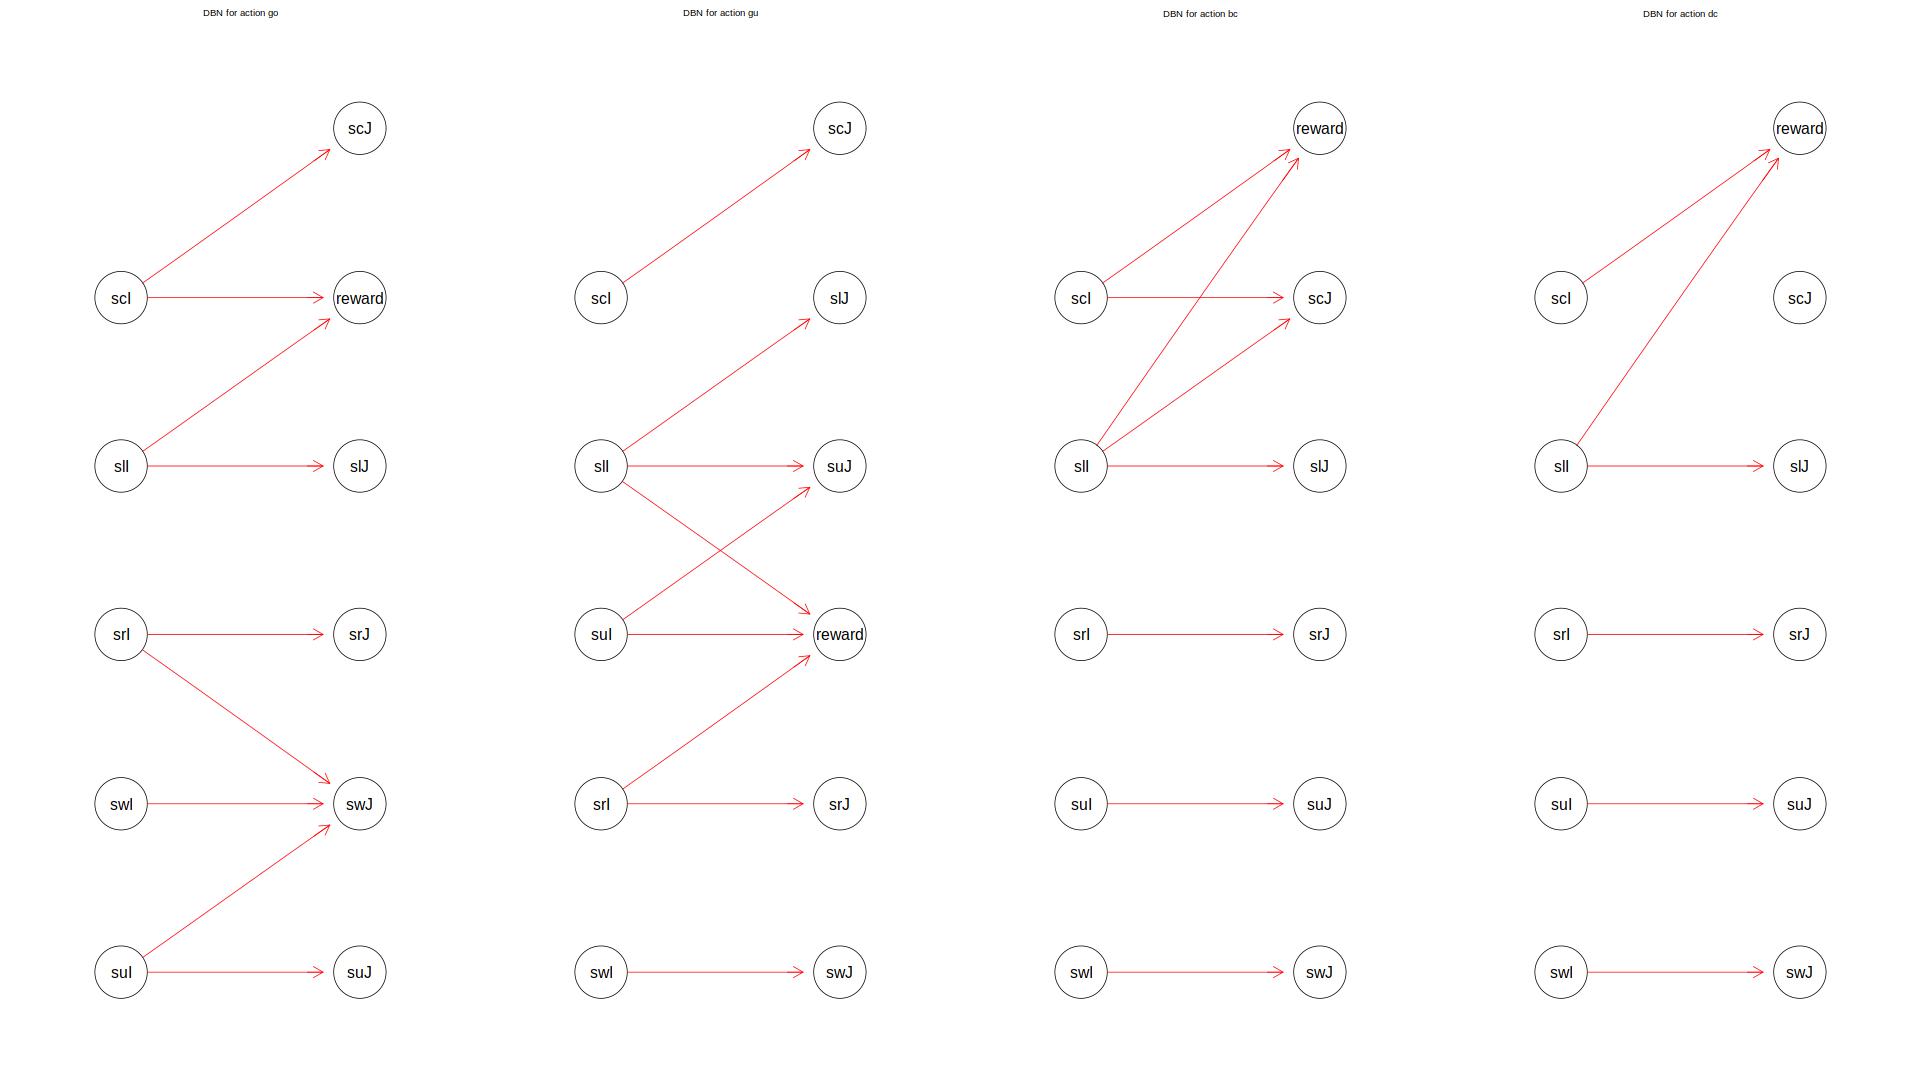 DBN for action go
DBN for action gu
DBN for action bc
DBN for action dc
scJ
scJ
reward
reward
scI
reward
scI
slJ
scI
scJ
scI
scJ
slI
slJ
slI
suJ
slI
slJ
slI
slJ
srI
srJ
suI
reward
srI
srJ
srI
srJ
swI
swJ
srI
srJ
suI
suJ
suI
suJ
suI
suJ
swI
swJ
swI
swJ
swI
swJ